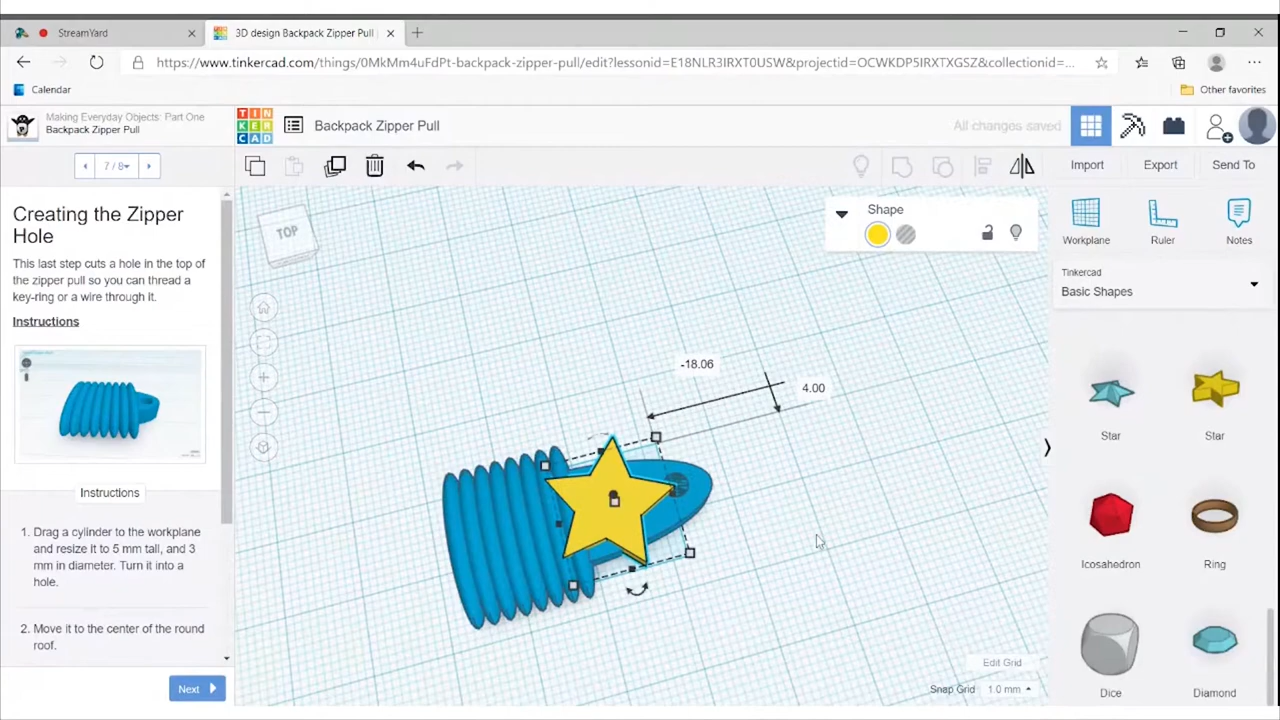 StreamYard
3D design Backpack Zipper Pull
https://www.tinkercad.com/things/0MkMm4uFdPt-backpack-zipper-pull/edit?lessonid=E18NLR3IRXT0USW&projectid=OCWKDP5IRXTXGSZ&collectionid=...
Calendar
Other favorites
Making Everyday Objects: Part One
Backpack Zipper Pull
TIN
KER
CAD
Backpack Zipper Pull
All changes saved
7 / 8
Import
Export
Send To
Creating the Zipper
Hole
This last step cuts a hole in the top of
the zipper pull so you can thread a
key-ring or a wire through it.
Instructions
Instructions
1. Drag a cylinder to the workplane
and resize it to 5 mm tall, and 3
mm in diameter. Turn it into a
hole.
2. Move it to the center of the round
roof.
Next
TOP
Shape
-18.06
4.00
Edit Grid
Snap Grid 1.0 mm
Workplane
Ruler
Notes
Tinkercad
Basic Shapes
Star
Star
Icosahedron
Ring
Dice
Diamond